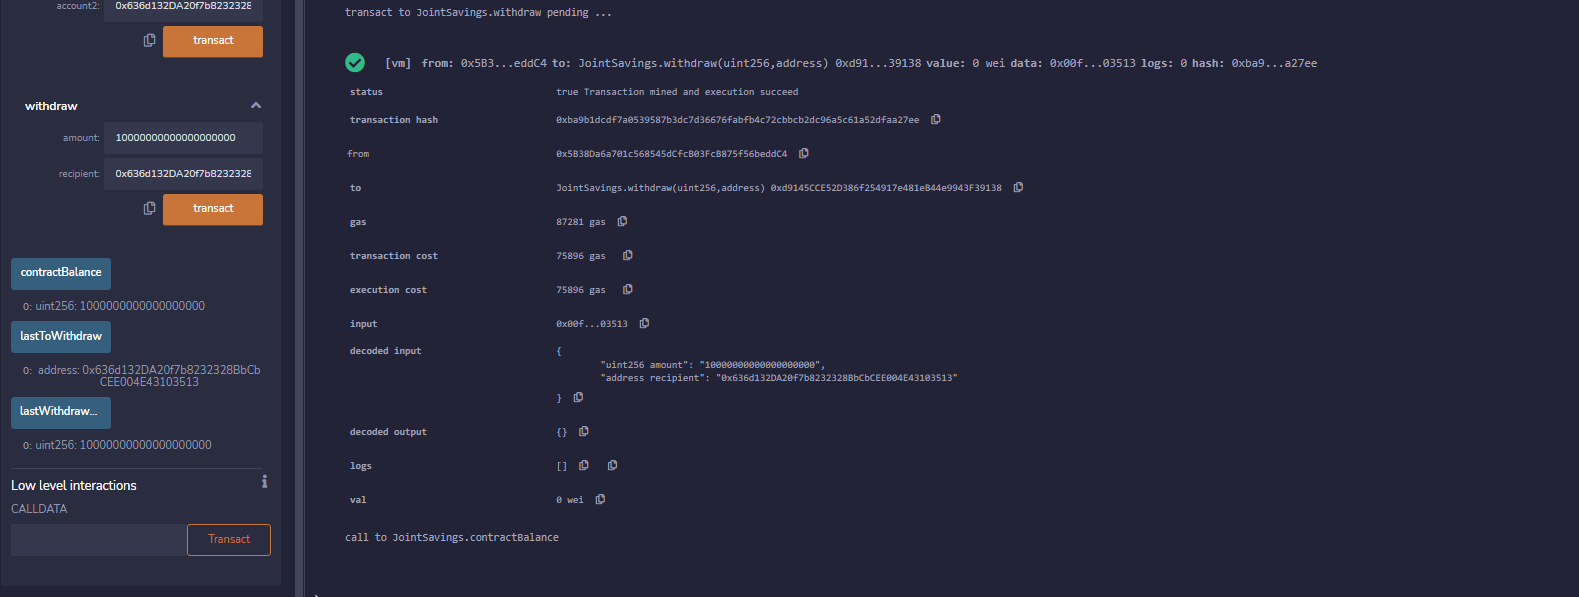 account2: 0x636d132DA20f7b8232328
transact
withdraw
amount: 10000000000000000000
recipient: 0x636d132DA20f7b8232328
transact
contractBalance
0: uint256: 1000000000000000000
lastToWithdraw
0: address: 0x636d132DA20f7b8232328BbCb
CEE004E43103513
lastWithdraw...
0: uint256: 10000000000000000000
Low level interactions
i
CALLDATA
Transact
transact to JointSavings.withdraw pending ...
[vm] from: 0x5B3...eddC4 to: JointSavings.withdraw(uint256,address) 0xd91...39138 value: 0 wei data: 0x00f...03513 logs: 0 hash: 0xba9...a27ee
status true Transaction mined and execution succeed
transaction hash 0xba9b1dcdf7a0539587b3dc7d36676fabfb4c72cbbcb2dc96a5c61a52dfaa27ee
from 0x5B38Da6a701c568545dCfcB03FcB875f56beddC4
to JointSavings.withdraw(uint256,address) 0xd9145CCE52D386f254917e481eB44e9943F39138
gas 87281 gas
transaction cost 75896 gas
execution cost 75896 gas
input 0x00f...03513
decoded input {
"uint256 amount": "10000000000000000000",
"address recipient": "0x636d132DA20f7b8232328BbCbCEE004E43103513"
}
decoded output {}
logs []
val 0 wei
call to JointSavings.contractBalance